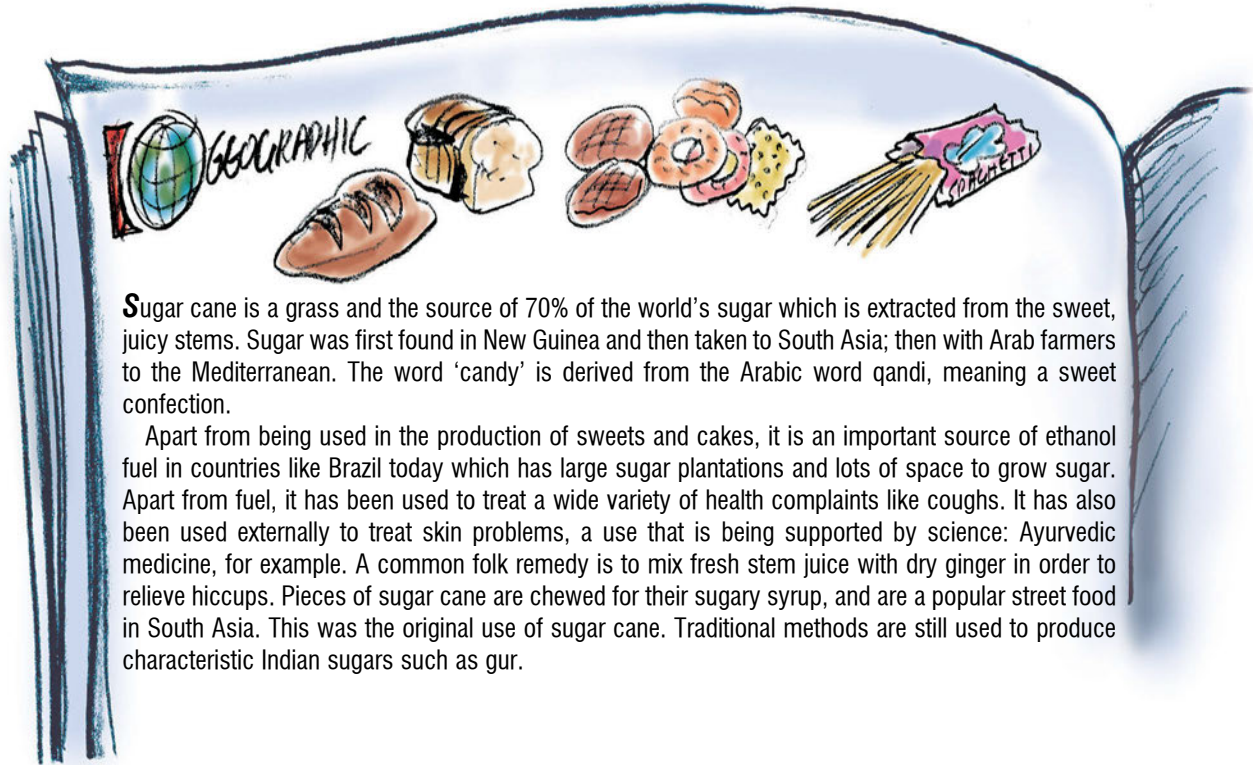 GEOGRAPHIC
SPAGHETTI
Sugar cane is a grass and the source of 70% of the world's sugar which is extracted from the sweet,
juicy stems. Sugar was first found in New Guinea and then taken to South Asia; then with Arab farmers
to the Mediterranean. The word ‘candy’ is derived from the Arabic word qandi, meaning a sweet
confection.
Apart from being used in the production of sweets and cakes, it is an important source of ethanol
fuel in countries like Brazil today which has large sugar plantations and lots of space to grow sugar.
Apart from fuel, it has been used to treat a wide variety of health complaints like coughs. It has also
been used externally to treat skin problems, a use that is being supported by science: Ayurvedic
medicine, for example. A common folk remedy is to mix fresh stem juice with dry ginger in order to
relieve hiccups. Pieces of sugar cane are chewed for their sugary syrup, and are a popular street food
in South Asia. This was the original use of sugar cane. Traditional methods are still used to produce
characteristic Indian sugars such as gur.